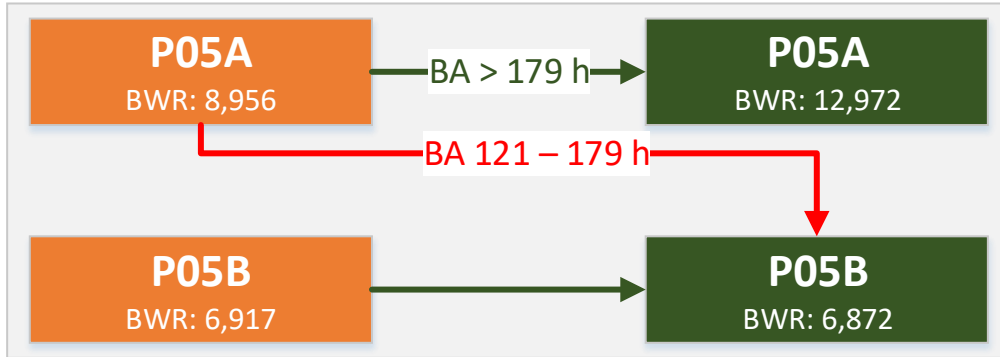 P05A
BWR: 8,956
BA > 179 h
P05A
BWR: 12,972
BA 121 – 179 h
P05B
BWR: 6,917
P05B
BWR: 6,872